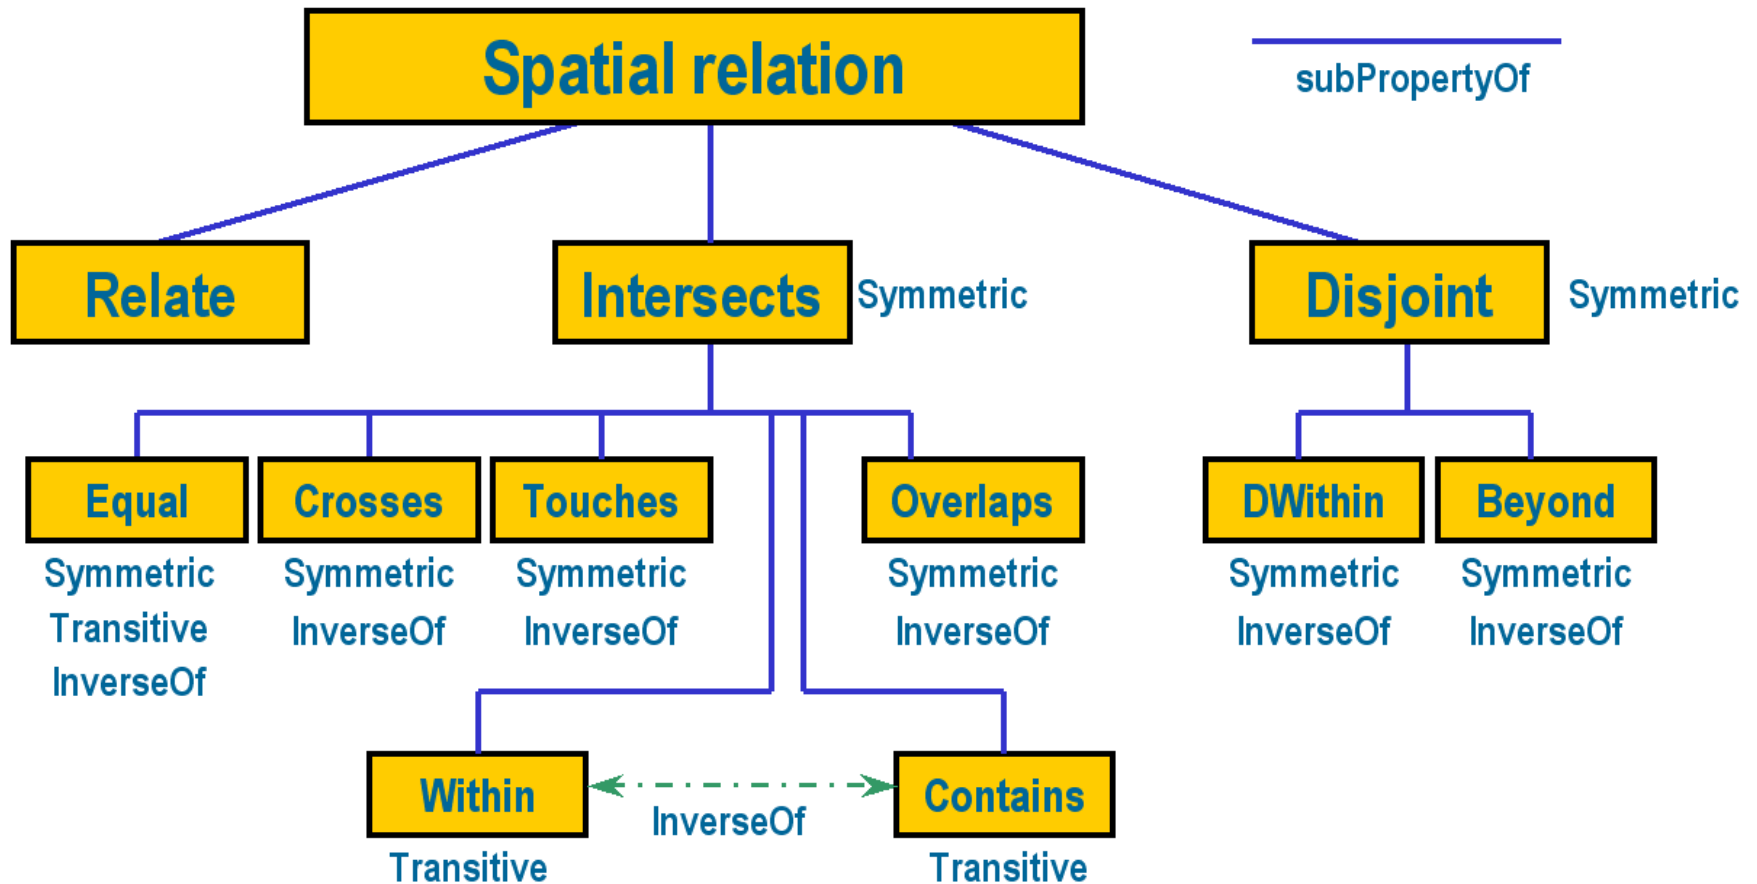 Spatial relation
subPropertyOf
Relate
Intersects
Symmetric
Disjoint
Symmetric
Equal
Crosses
Touches
Overlaps
DWithin
Beyond
Symmetric
Transitive
InverseOf
Symmetric
InverseOf
Symmetric
InverseOf
Symmetric
InverseOf
Symmetric
InverseOf
Symmetric
InverseOf
Within
InverseOf
Contains
Transitive
Transitive